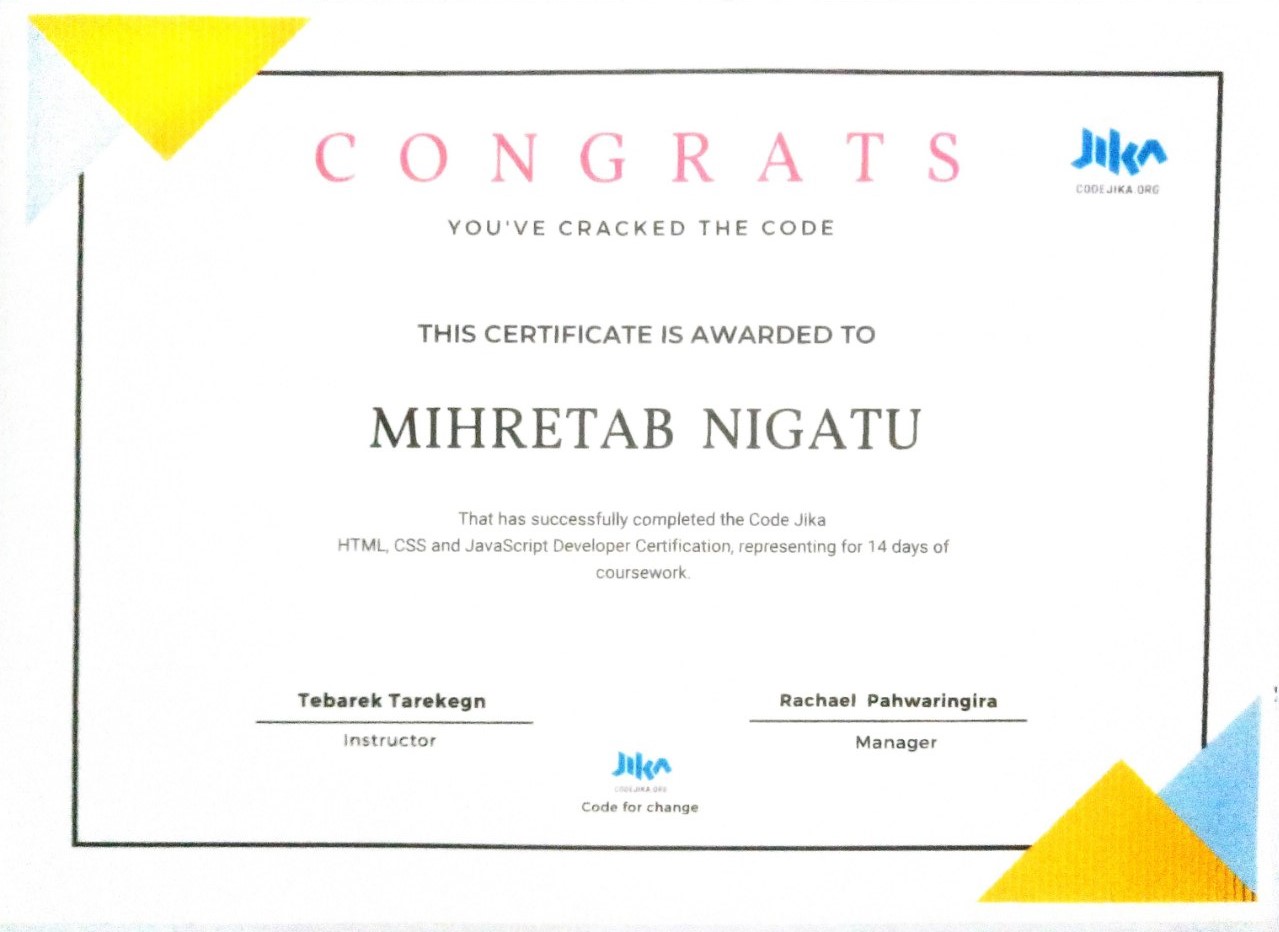 CONGRATS
JIKA
CODEJIKA.ORG
YOU'VE CRACKED THE CODE
THIS CERTIFICATE IS AWARDED TO
MIHRETAB NIGATU
That has successfully completed the Code Jika
HTML, CSS and JavaScript Developer Certification, representing for 14 days of
coursework.
Tebarek Tarekegn
Instructor
Rachael Pahwaringira
Manager
JIKA
CODEJIKA.ORG
Code for change